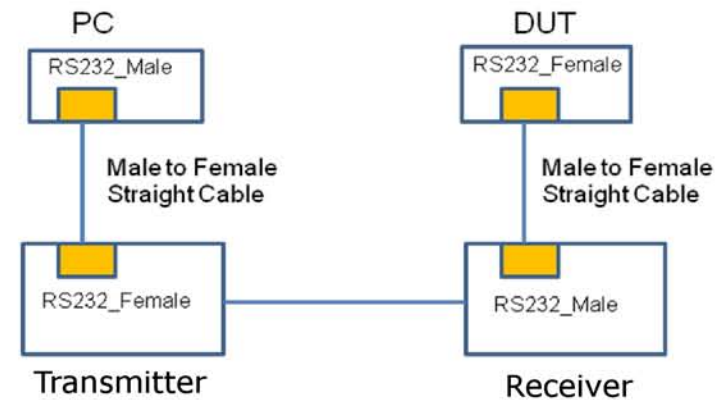 PC
RS232_Male
Male to Female
Straight Cable
RS232_Female
Transmitter
DUT
RS232_Female
Male to Female
Straight Cable
RS232_Male
Receiver